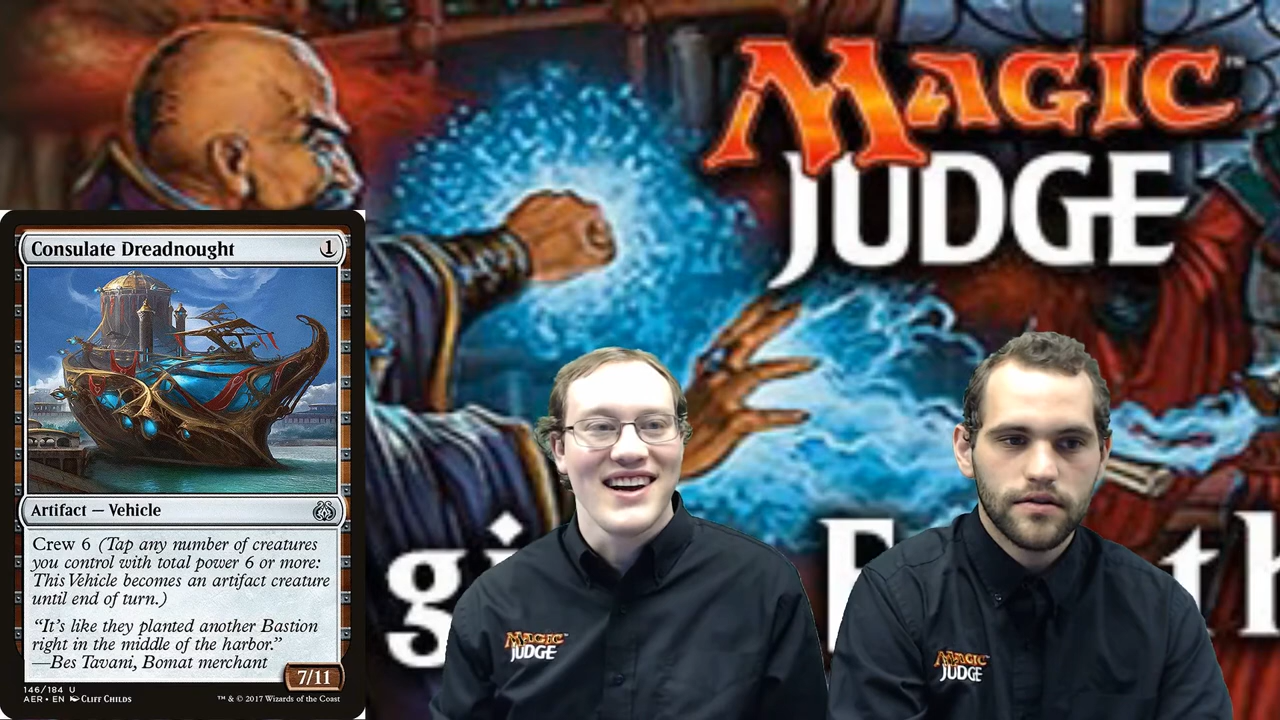 MAGIC™
JUDGE
Consulate Dreadnought 1
Artifact — Vehicle
Crew 6 (Tap any number of creatures
you control with total power 6 or more:
This Vehicle becomes an artifact creature
until end of turn.)
“It’s like they planted another Bastion
right in the middle of the harbor.”
—Bes Tavani, Bomat merchant
7/11
146/184 U
AER • EN Cliff Childs
™ & © 2017 Wizards of the Coast
MAGIC™
JUDGE
MAGIC™
JUDGE